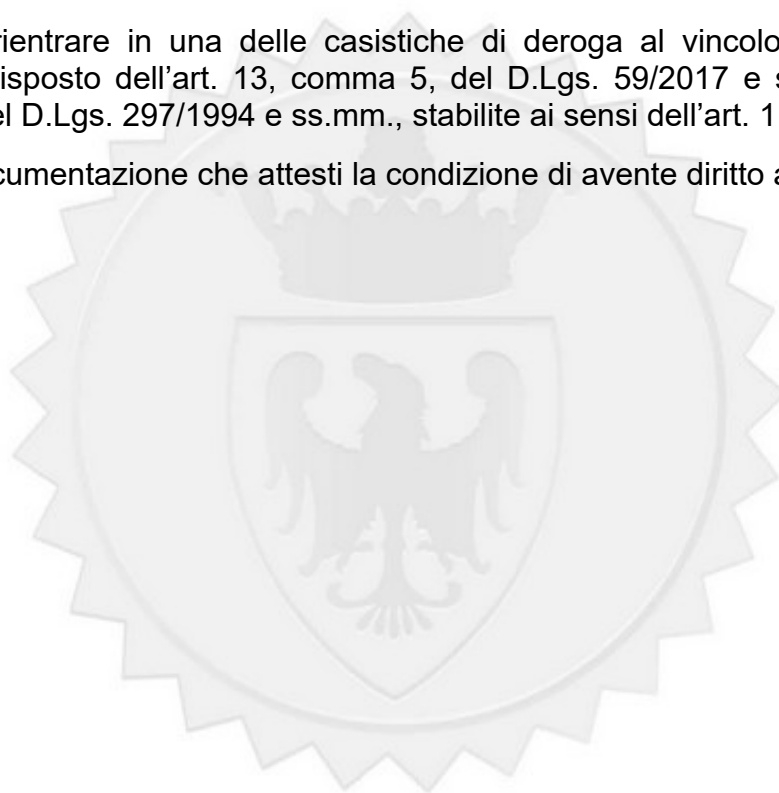 rientrare in una delle casistiche di deroga al vincolo
isposto dell’art. 13, comma 5, del D.Lgs. 59/2017 e s
el D.Lgs. 297/1994 e ss.mm., stabilite ai sensi dell’art. 1
cumentazione che attesti la condizione di avente diritto a